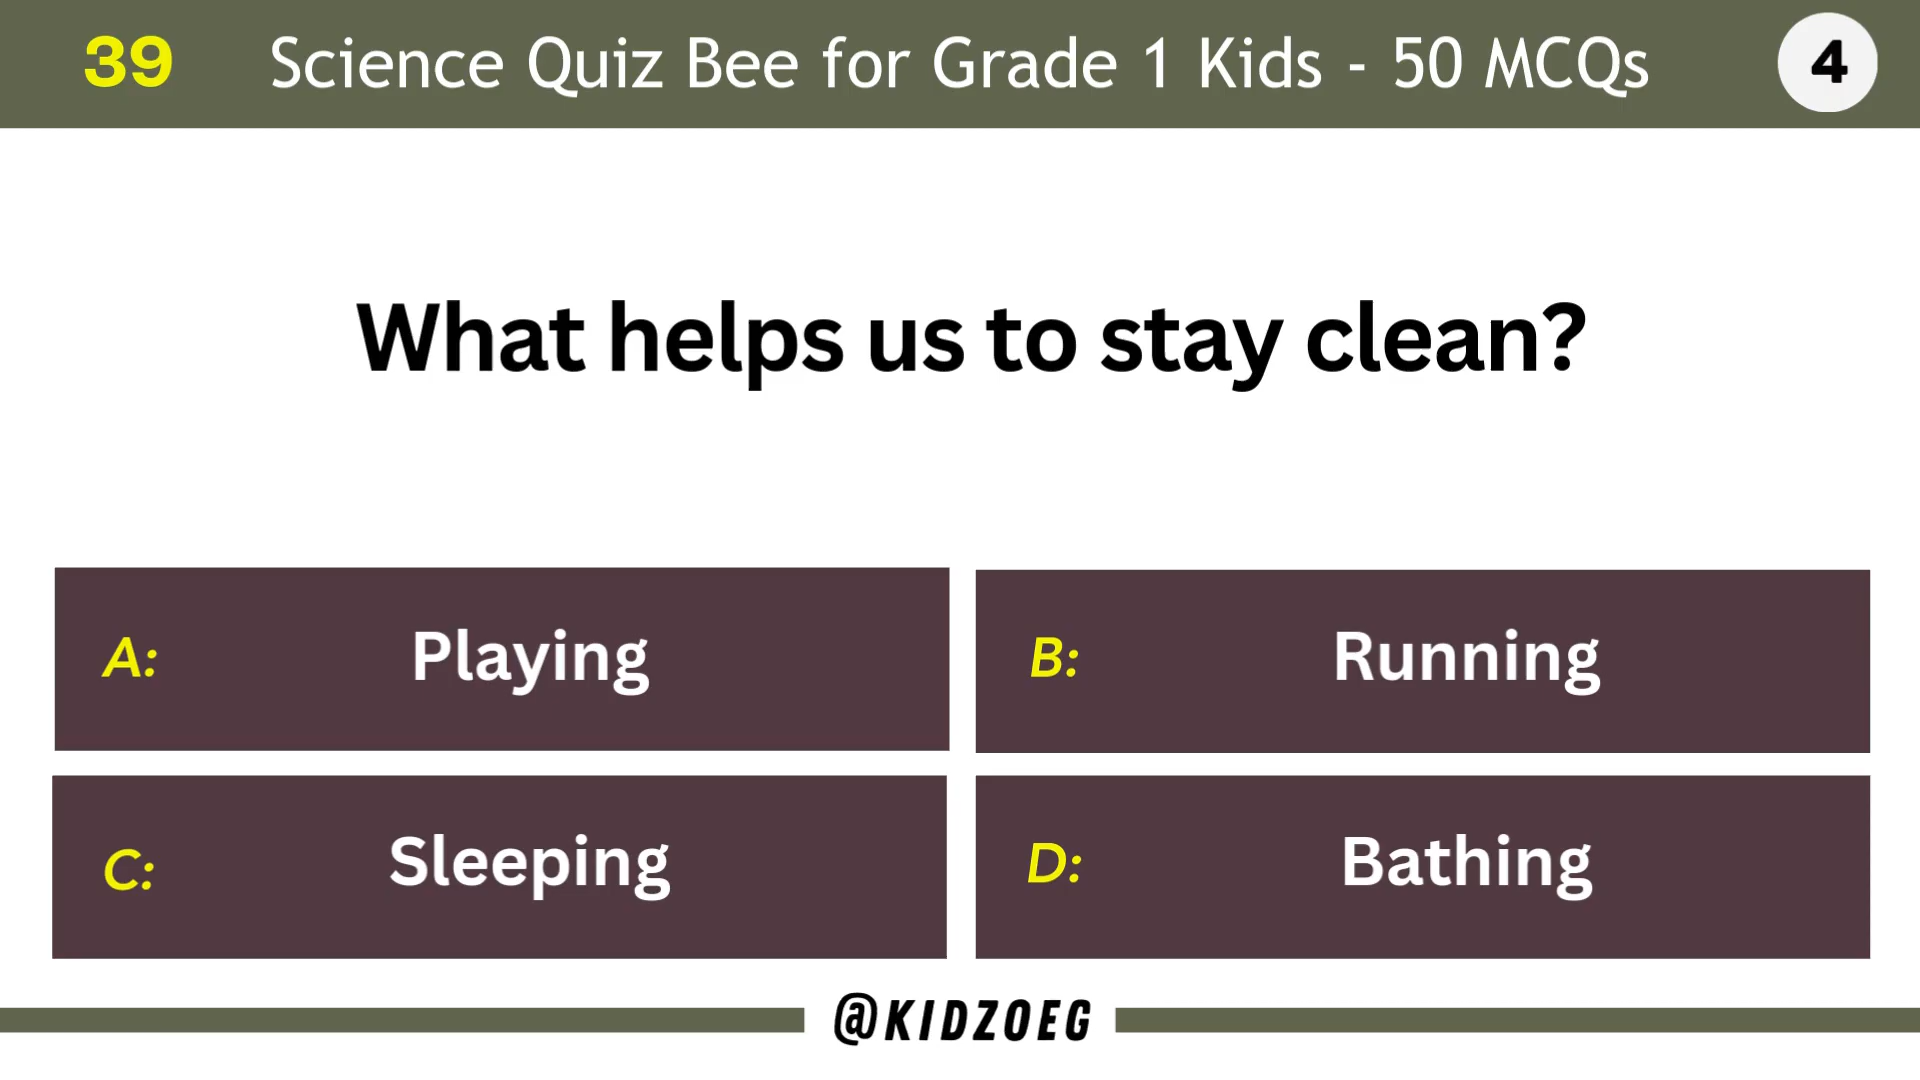 39 Science Quiz Bee for Grade 1 Kids - 50 MCQs 4
What helps us to stay clean?
A: Playing
B: Running
C: Sleeping
D: Bathing
@KIDZOEG